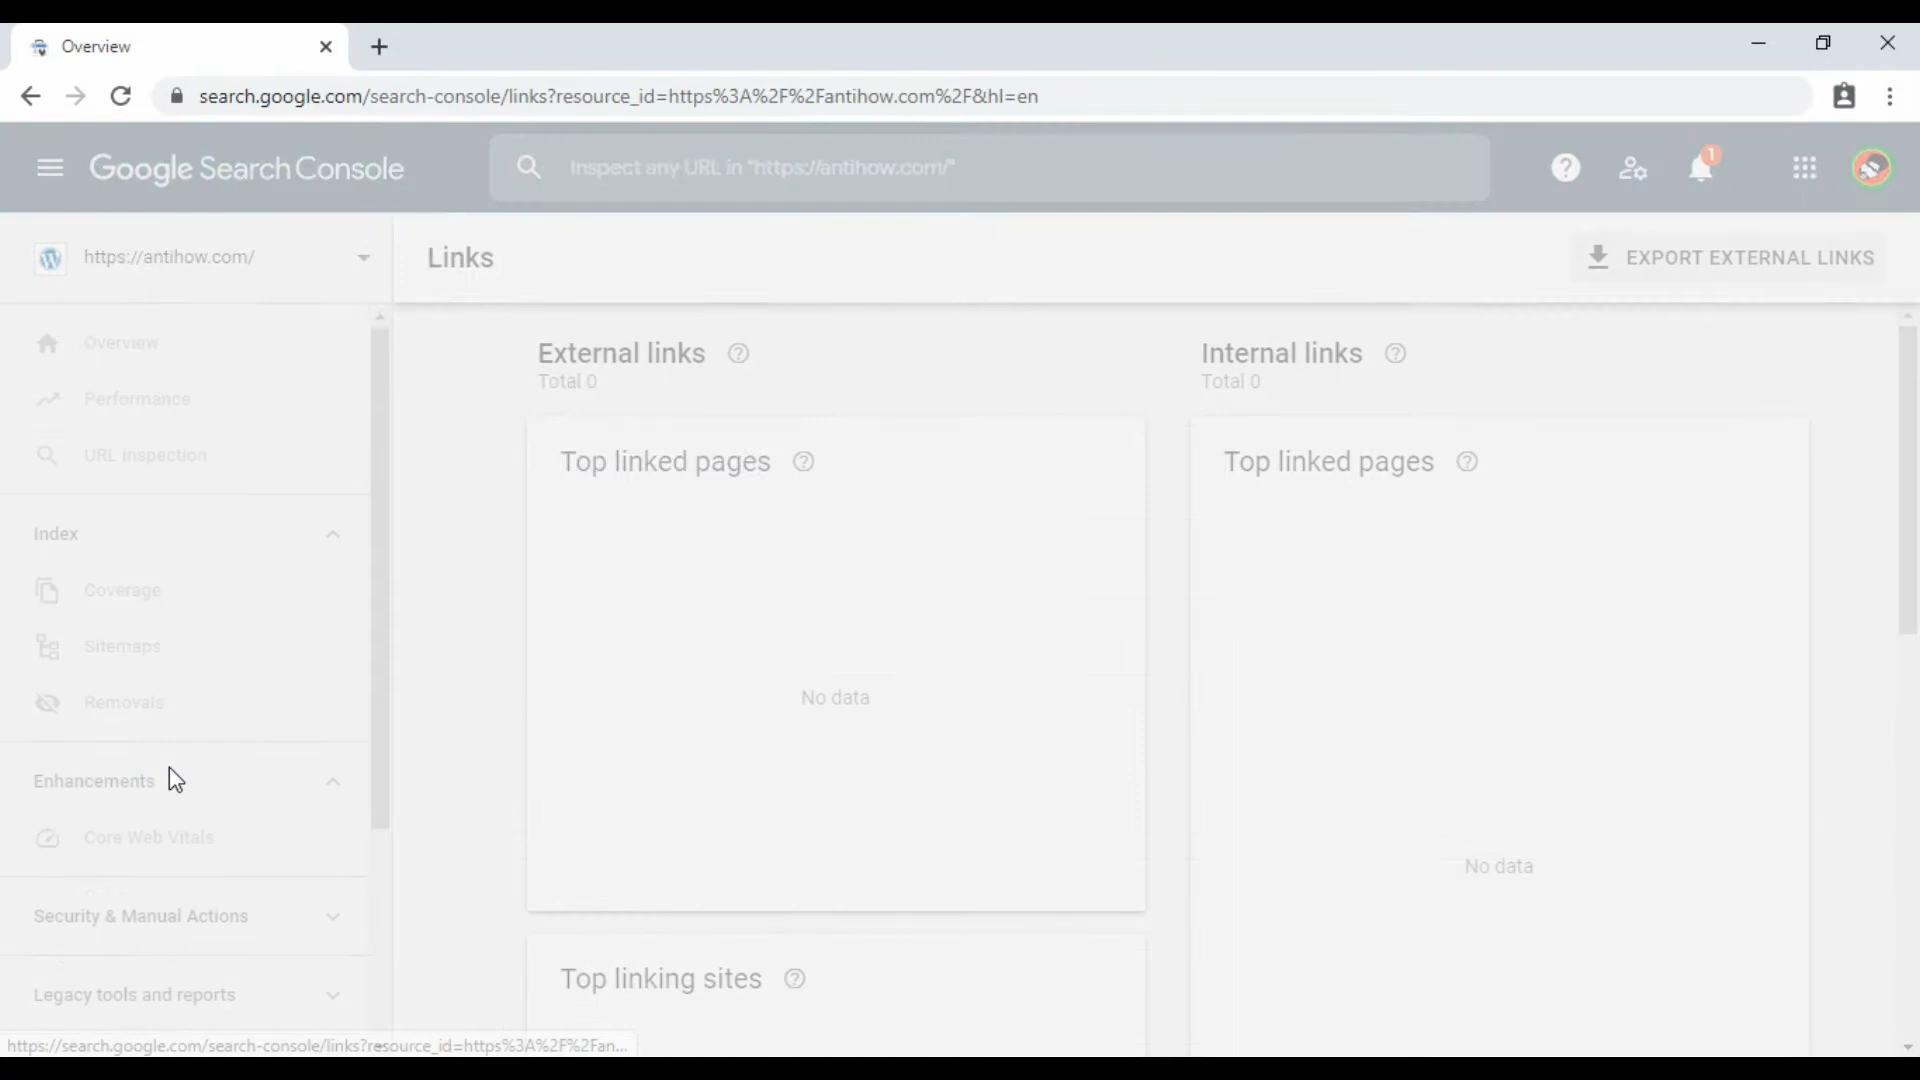 Overview
search.google.com/search-console/links?resource_id=https%3A%2F%2Fantihow.com%2F&hl=en
Google Search Console
Inspect any URL in "https://antihow.com/"
1
https://antihow.com/
Links
EXPORT EXTERNAL LINKS
Overview
Performance
URL inspection
Index
Coverage
Sitemaps
Removals
Enhancements
Core Web Vitals
Security & Manual Actions
Legacy tools and reports
External links
Total 0
Top linked pages
No data
Top linking sites
Internal links
Total 0
Top linked pages
No data
https://search.google.com/search-console/links?resource_id=https%3A%2F%2Fan...